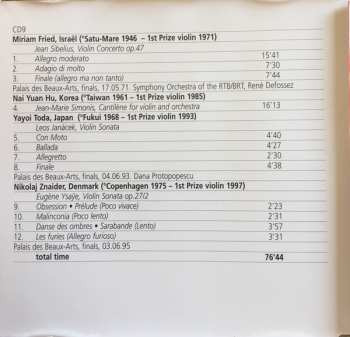 CD9
Miriam Fried, Israël (°Satu-Mare 1946 – 1st Prize violin 1971)
Jean Sibelius, Violin Concerto op.47
1. Allegro moderato 15'41
2. Adagio di molto 7'30
3. Finale (allegro ma non tanto) 7'44
Palais des Beaux-Arts, finals, 17.05.71. Symphony Orchestra of the RTB/BRT, René Defossez
Nai Yuan Hu, Korea (°Taiwan 1961 – 1st Prize violin 1985)
4. Jean-Marie Simonis, Cantilène for violin and orchestra 16'13
Yayoi Toda, Japan (°Fukui 1968 – 1st Prize violin 1993)
Leos Janácek, Violin Sonata
5. Con Moto 4'40
6. Ballada 4'27
7. Allegretto 2'30
8. Finale 4'38
Palais des Beaux-Arts, finals, 04.06.93. Dana Protopopescu
Nikolaj Znaider, Denmark (°Copenhagen 1975 – 1st Prize violin 1997)
Eugène Ysaÿe, Violin Sonata op.27/2
9. Obsession • Prélude (Poco vivace) 2'23
10. Malinconia (Poco lento) 2'31
11. Danse des ombres • Sarabande (Lento) 3'57
12. Les furies (Allegro furioso) 3'31
Palais des Beaux-Arts, finals, 03.06.95
total time 76'44